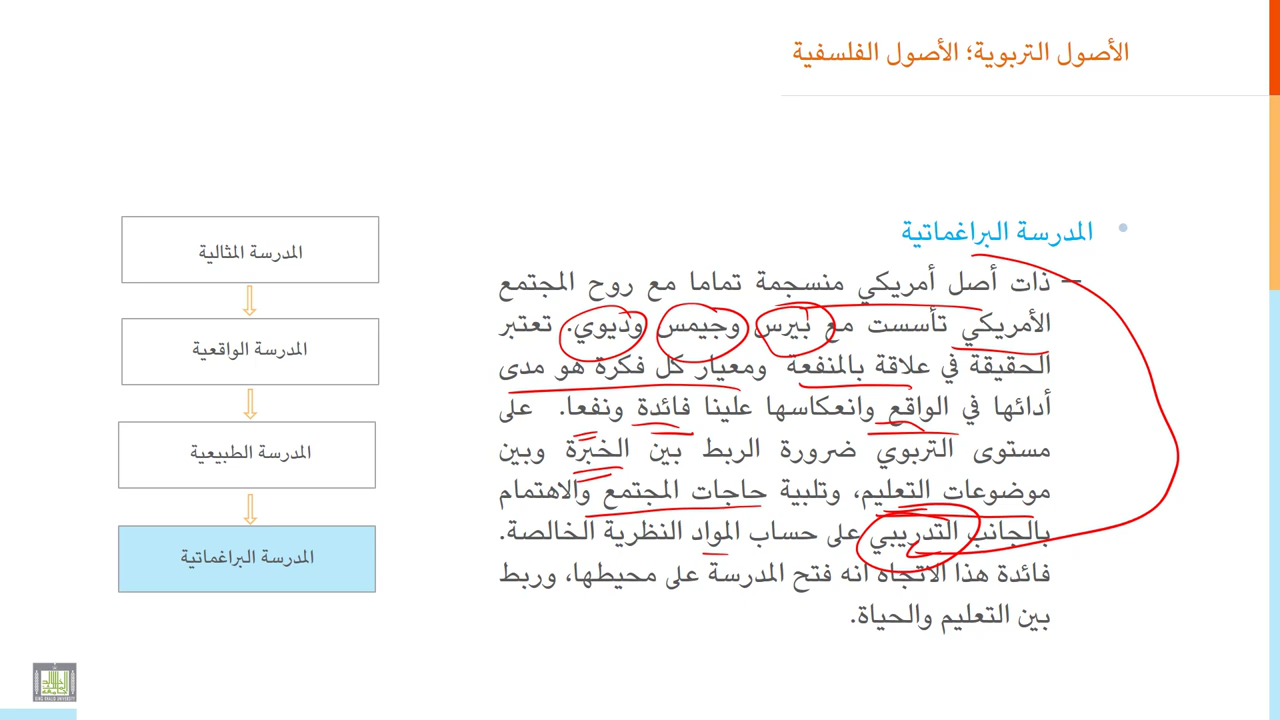 الأصول التربوية؛ الأصول الفلسفية
• المدرسة البراغماتية
– ذات أصل أمريكي منسجمة تماما مع روح المجتمع
الأمريكي تأسست مع بيرس وجيمس وديوي. تعتبر
الحقيقة في علاقة بالمنفعة ومعيار كل فكرة هو مدى
أدائها في الواقع وانعكاسها علينا فائدة ونفعا. على
مستوى التربوي ضرورة الربط بين الخبرة وبين
موضوعات التعليم، وتلبية حاجات المجتمع والاهتمام
بالجانب التدريبي على حساب المواد النظرية الخالصة.
فائدة هذا الاتجاه أنه فتح المدرسة على محيطها، وربط
بين التعليم والحياة.
المدرسة المثالية
المدرسة الواقعية
المدرسة الطبيعية
المدرسة البراغماتية